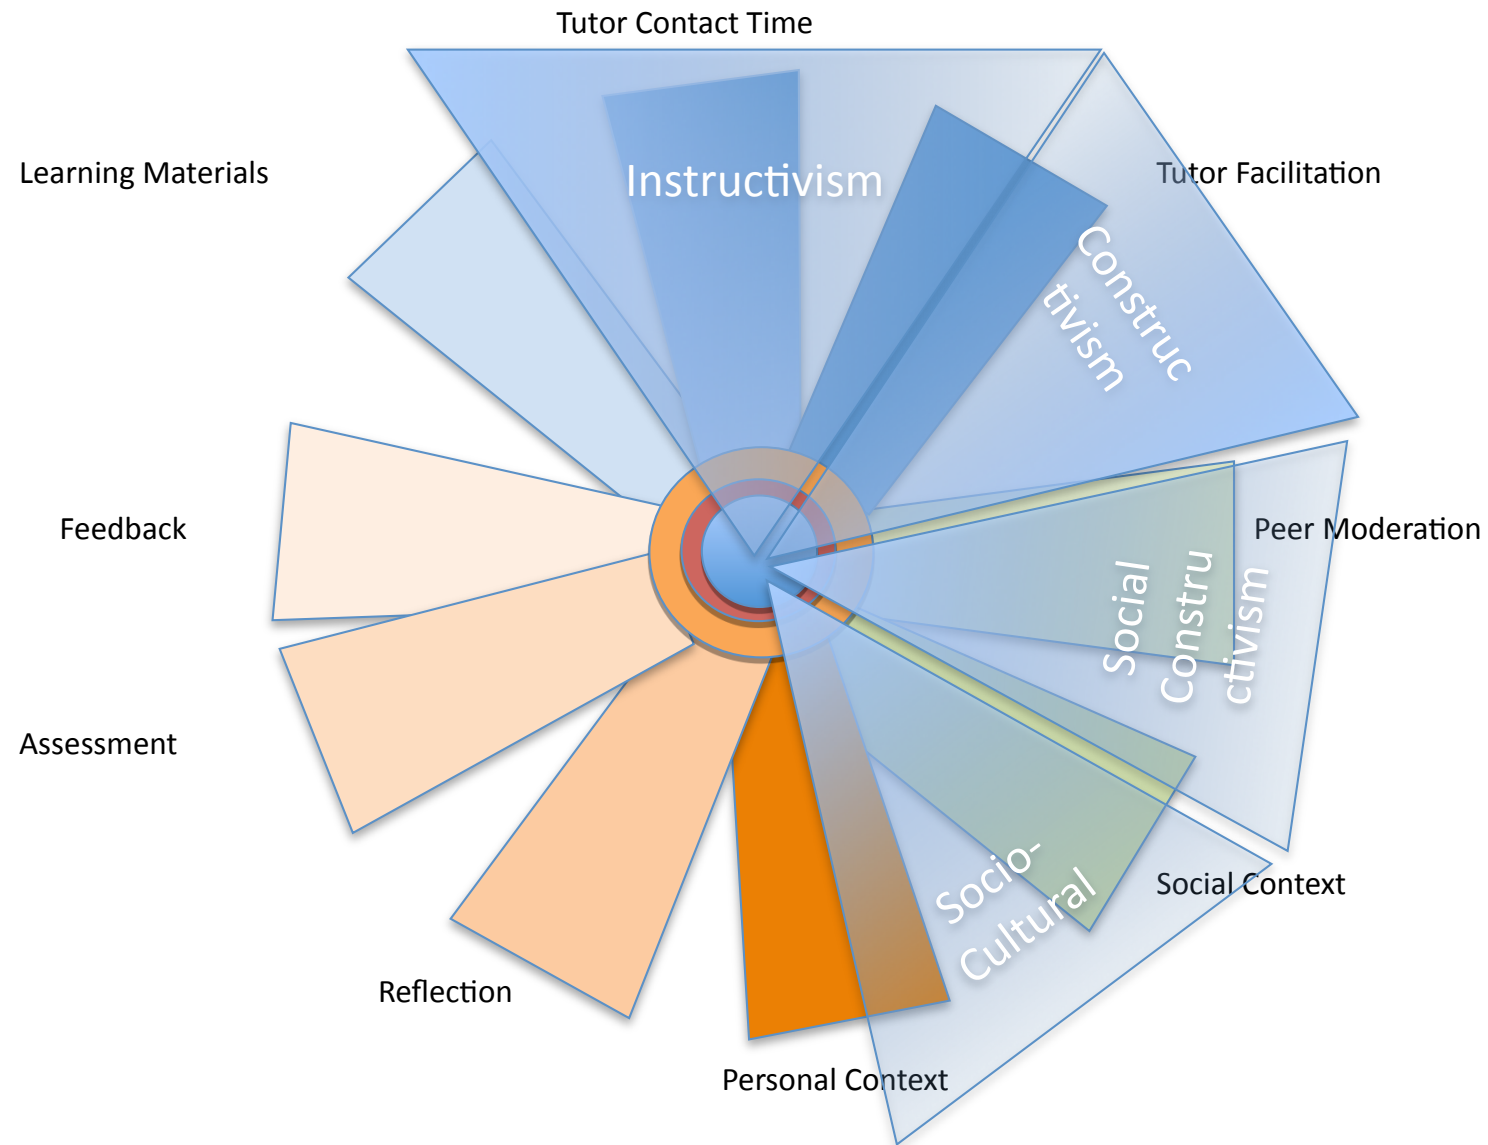 Tutor Contact Time
Learning Materials
Instructivism
Tutor Facilitation
Construc
tivism
Feedback
Peer Moderation
Social
Constru
ctivism
Assessment
Socio-
Cultural
Social Context
Reflection
Personal Context